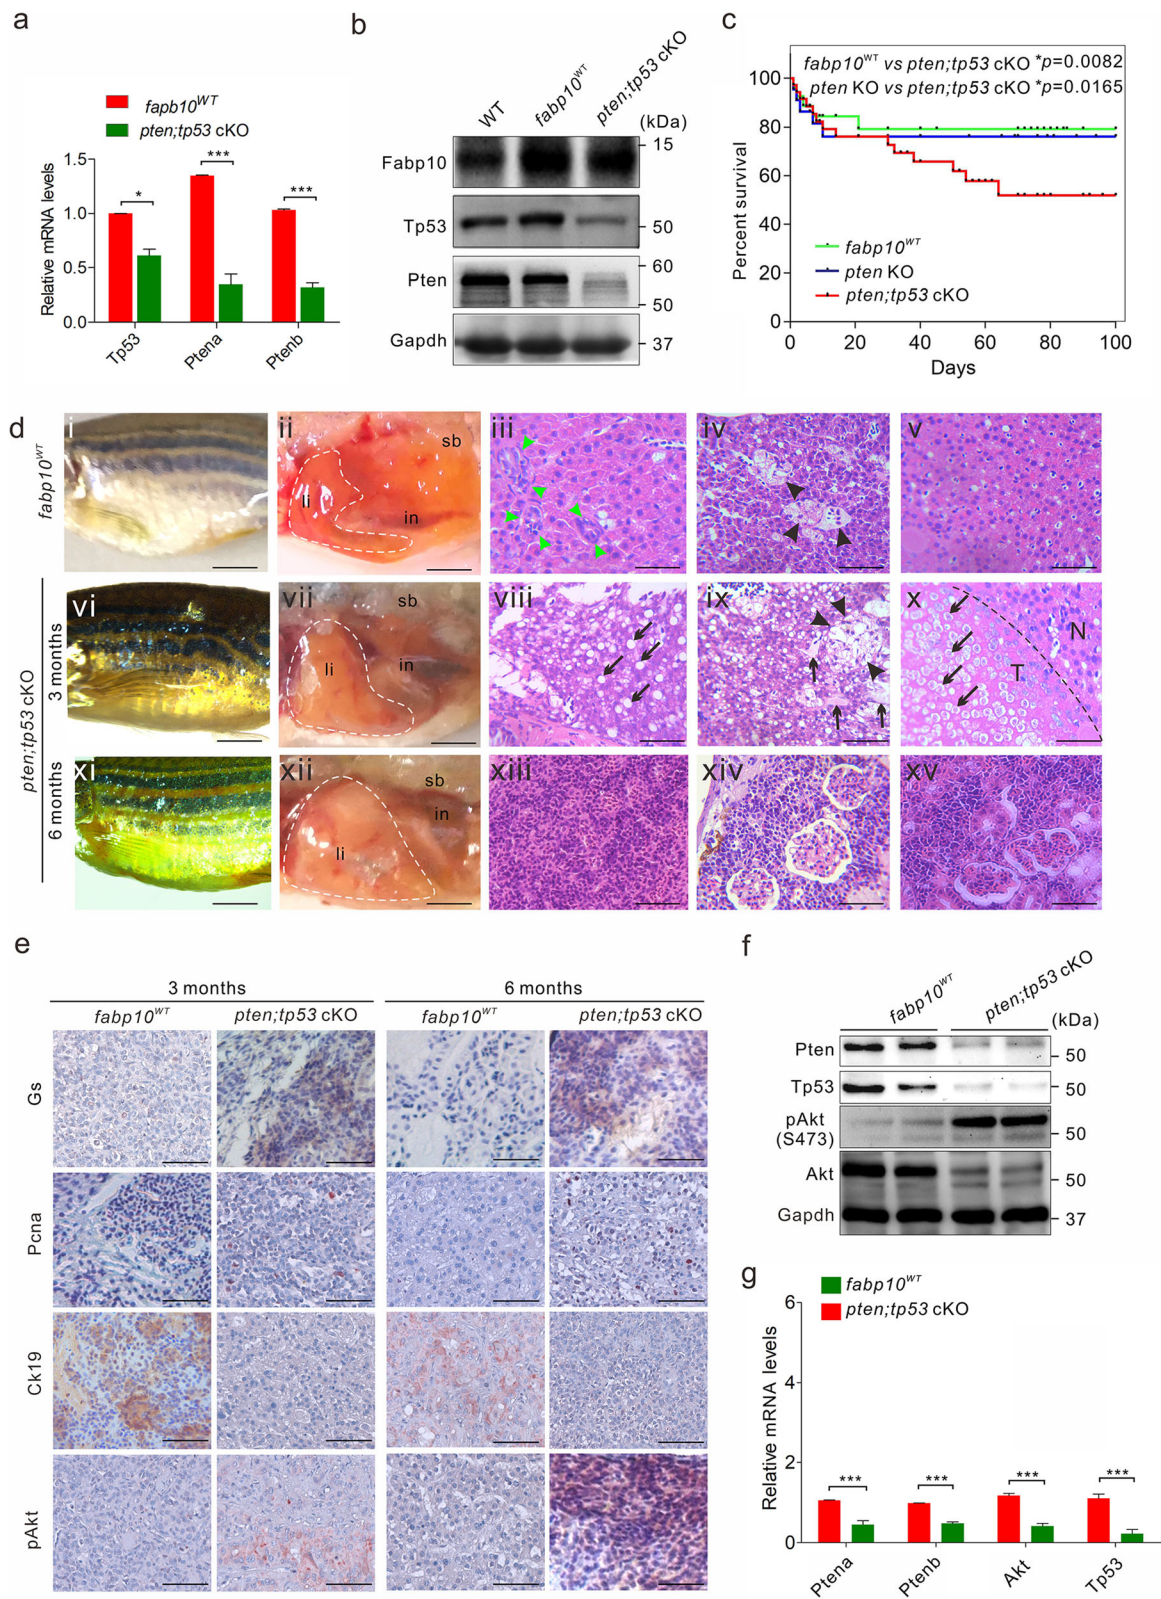 a
fapb10WT
pten;tp53 cKO
Relative mRNA levels
1.5
1.0
0.5
0.0
*
***
***
Tp53
Ptena
Ptenb
b
WT
fabp10WT
pten;tp53 cKO
(kDa)
Fabp10
15
Tp53
50
Pten
60
50
Gapdh
37
c
fabp10WT vs pten;tp53 cKO *p=0.0082
pten KO vs pten;tp53 cKO *p=0.0165
Percent survival
100
80
60
40
20
0
fabp10WT
pten KO
pten;tp53 cKO
0 20 40 60 80 100
Days
d
fabp10WT
i
ii
sb
li
in
iii
iv
v
pten;tp53 cKO
3 months
vi
vii
sb
li
in
viii
ix
x
N
T
6 months
xi
xii
sb
in
li
xiii
xiv
xv
e
3 months
6 months
fabp10WT
pten;tp53 cKO
fabp10WT
pten;tp53 cKO
Gs
Pcna
Ck19
pAkt
f
fabp10WT
pten;tp53 cKO
(kDa)
Pten
50
Tp53
50
pAkt
(S473)
50
Akt
50
Gapdh
37
g
fabp10WT
pten;tp53 cKO
Relative mRNA levels
6
4
2
0
***
***
***
***
Ptena
Ptenb
Akt
Tp53